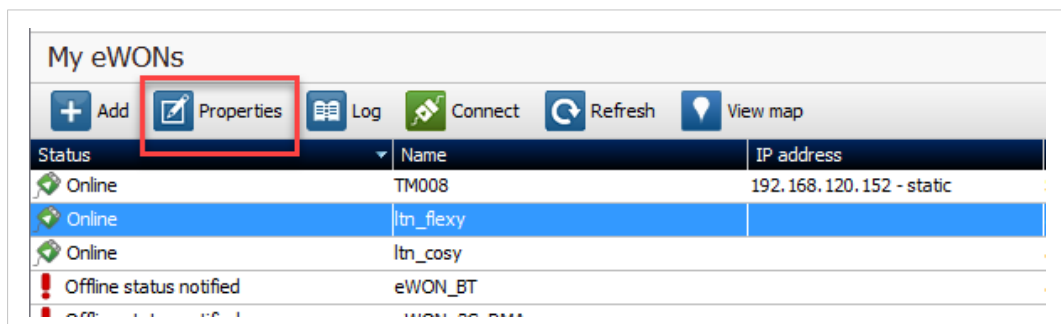 My eWONs
Add Properties Log Connect Refresh View map
Status Name IP address
Online TM008 192.168.120.152 - static
Online ltn_flexy
Online ltn_cosy
Offline status notified eWON_BT